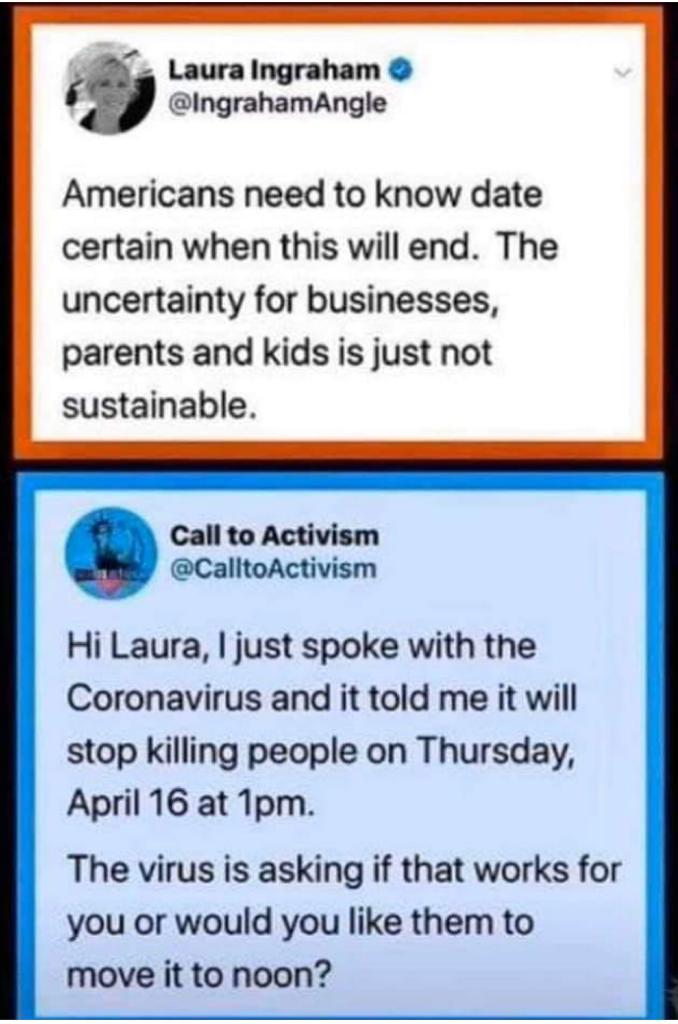 Laura Ingraham
@IngrahamAngle
Americans need to know date
certain when this will end. The
uncertainty for businesses,
parents and kids is just not
sustainable.
Call to Activism
@CalltoActivism
Hi Laura, I just spoke with the
Coronavirus and it told me it will
stop killing people on Thursday,
April 16 at 1pm.
The virus is asking if that works for
you or would you like them to
move it to noon?